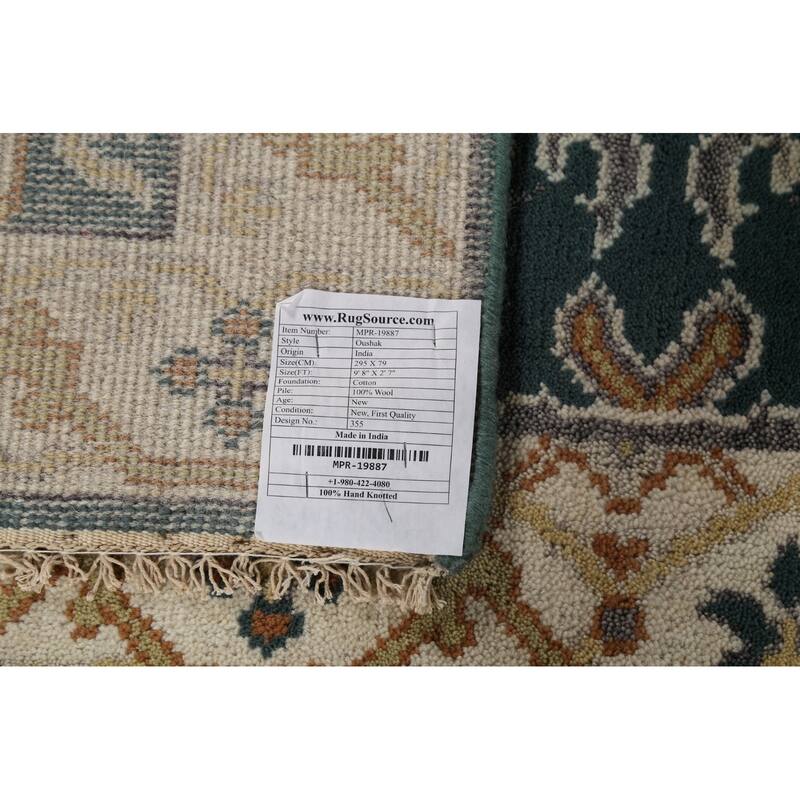 www.RugSource.com
Item Number: MPR-19887
Style Oushak
Origin India
Size(CM): 295 X 79
Size(FT): 9' 8" X 2' 7"
Foundation: Cotton
Pile: 100% Wool
Age: New
Condition: New, First Quality
Design No.: 355
Made in India
MPR-19887
+1-980-422-4080
100% Hand Knotted